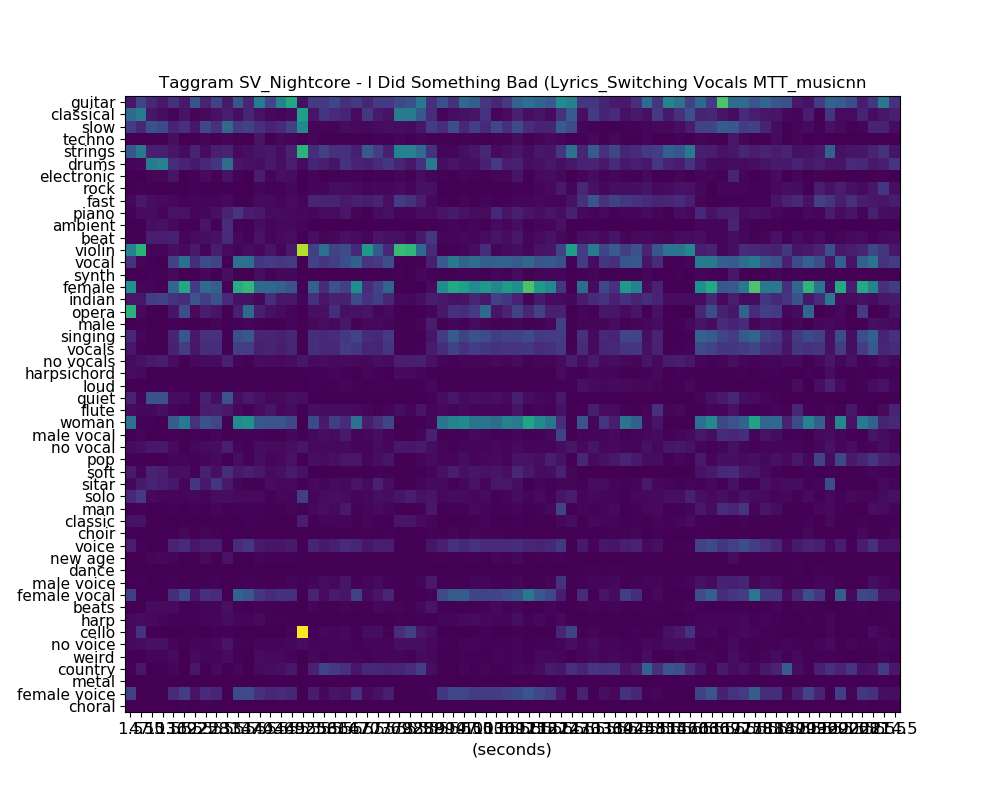 Taggram SV_Nightcore - I Did Something Bad (Lyrics_Switching Vocals MTT_musicnn
guitar
classical
slow
techno
strings
drums
electronic
rock
fast
piano
ambient
beat
violin
vocal
synth
female
indian
opera
male
singing
vocals
no vocals
harpsichord
loud
quiet
flute
woman
male vocal
no vocal
pop
soft
sitar
solo
man
classic
choir
voice
new age
dance
male voice
female vocal
beats
harp
cello
no voice
weird
country
metal
female voice
choral
(seconds)